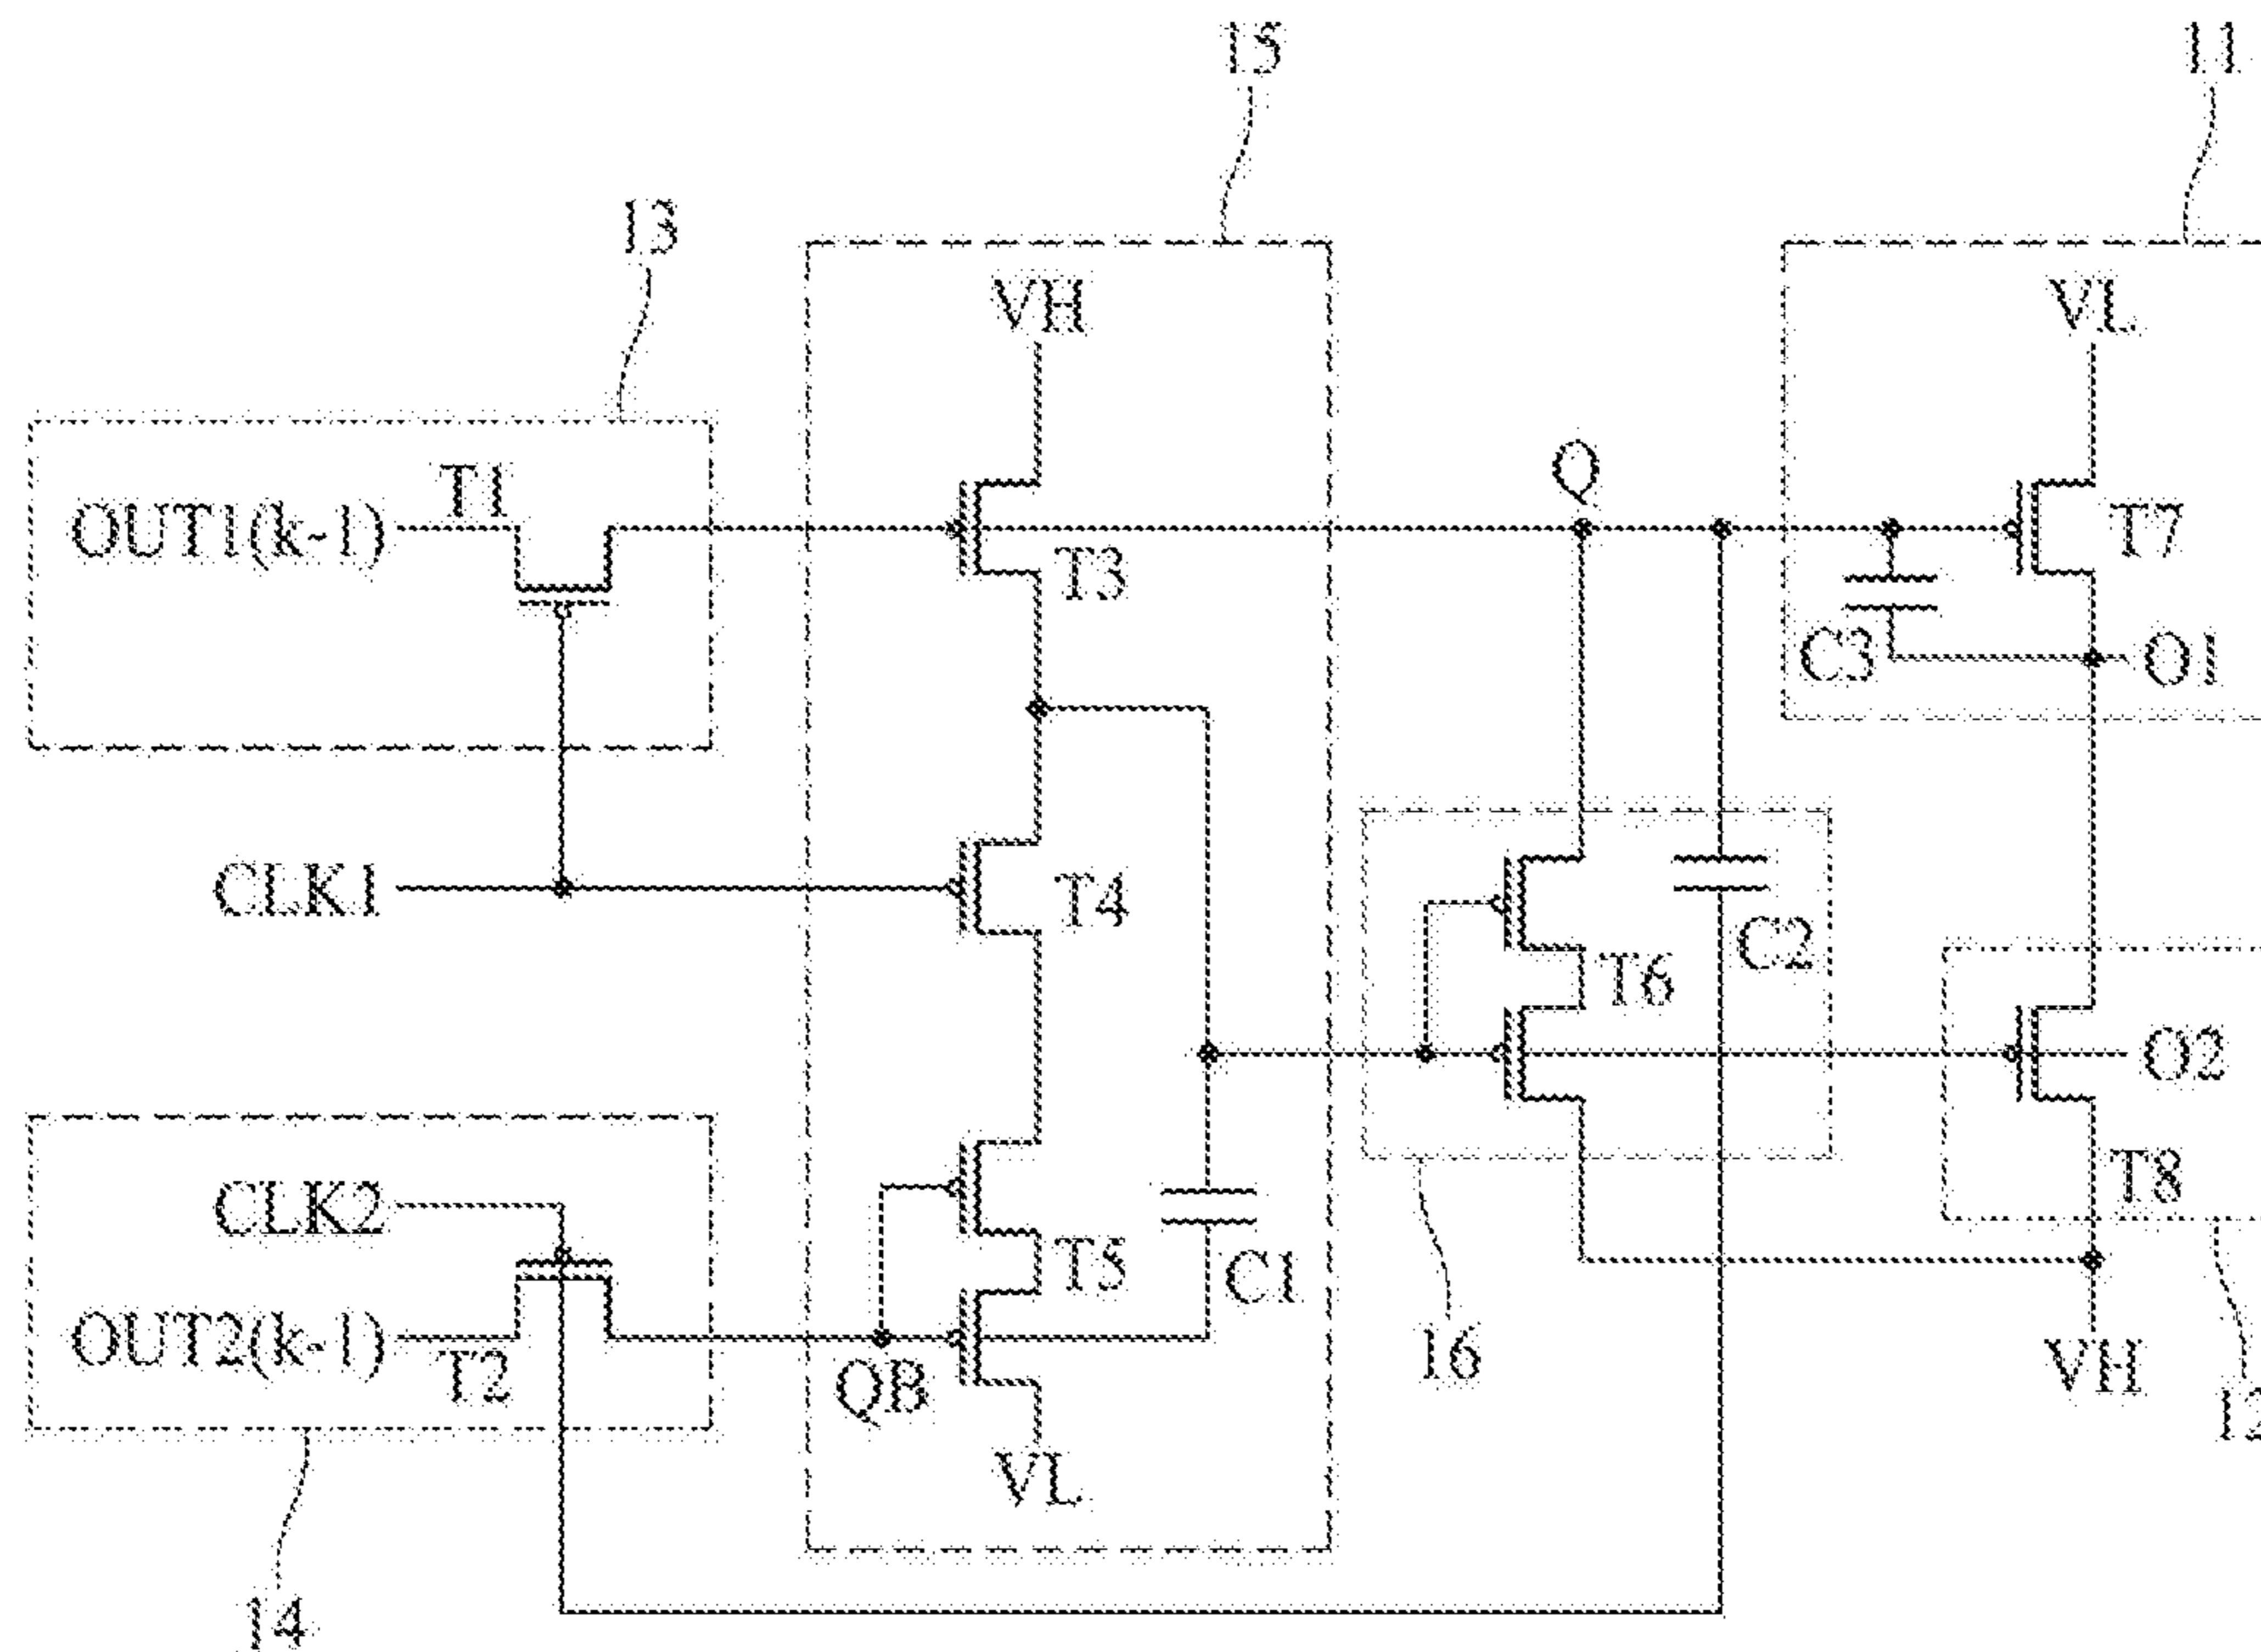 15
11
13
VH
VL
T1
OUT1(k-1)
Q
T7
T3
C3
O1
CLK1
T4
C2
T6
O2
CLK2
T8
T5
C1
OUT2(k-1)
T2
QB
16
VH
12
VL
14